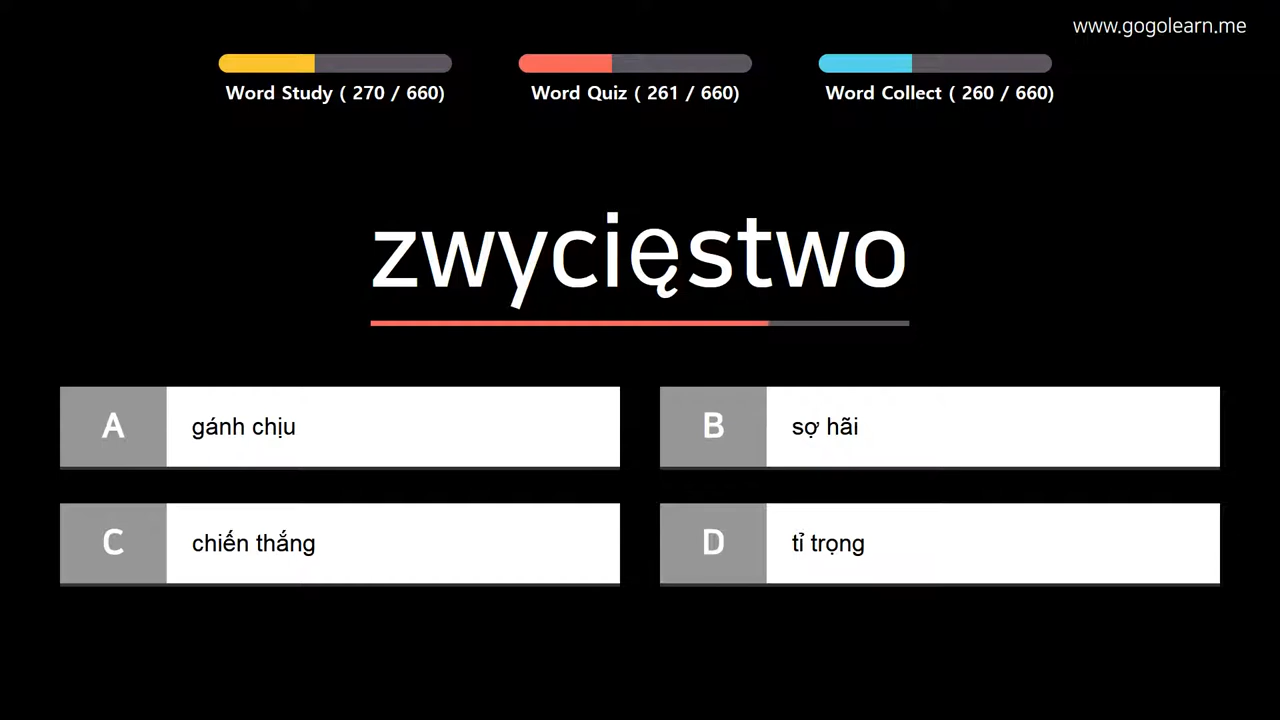 www.gogolearn.me
Word Study ( 270 / 660)
Word Quiz ( 261 / 660)
Word Collect ( 260 / 660)
zwycięstwo
A gánh chịu
B sợ hãi
C chiến thắng
D tỉ trọng